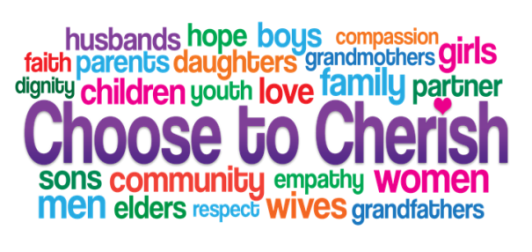 husbands hope boys compassion
faith parents daughters grandmothers girls
dignity children youth love family partner
Choose to Cherish
sons community empathy women
men elders respect wives grandfathers